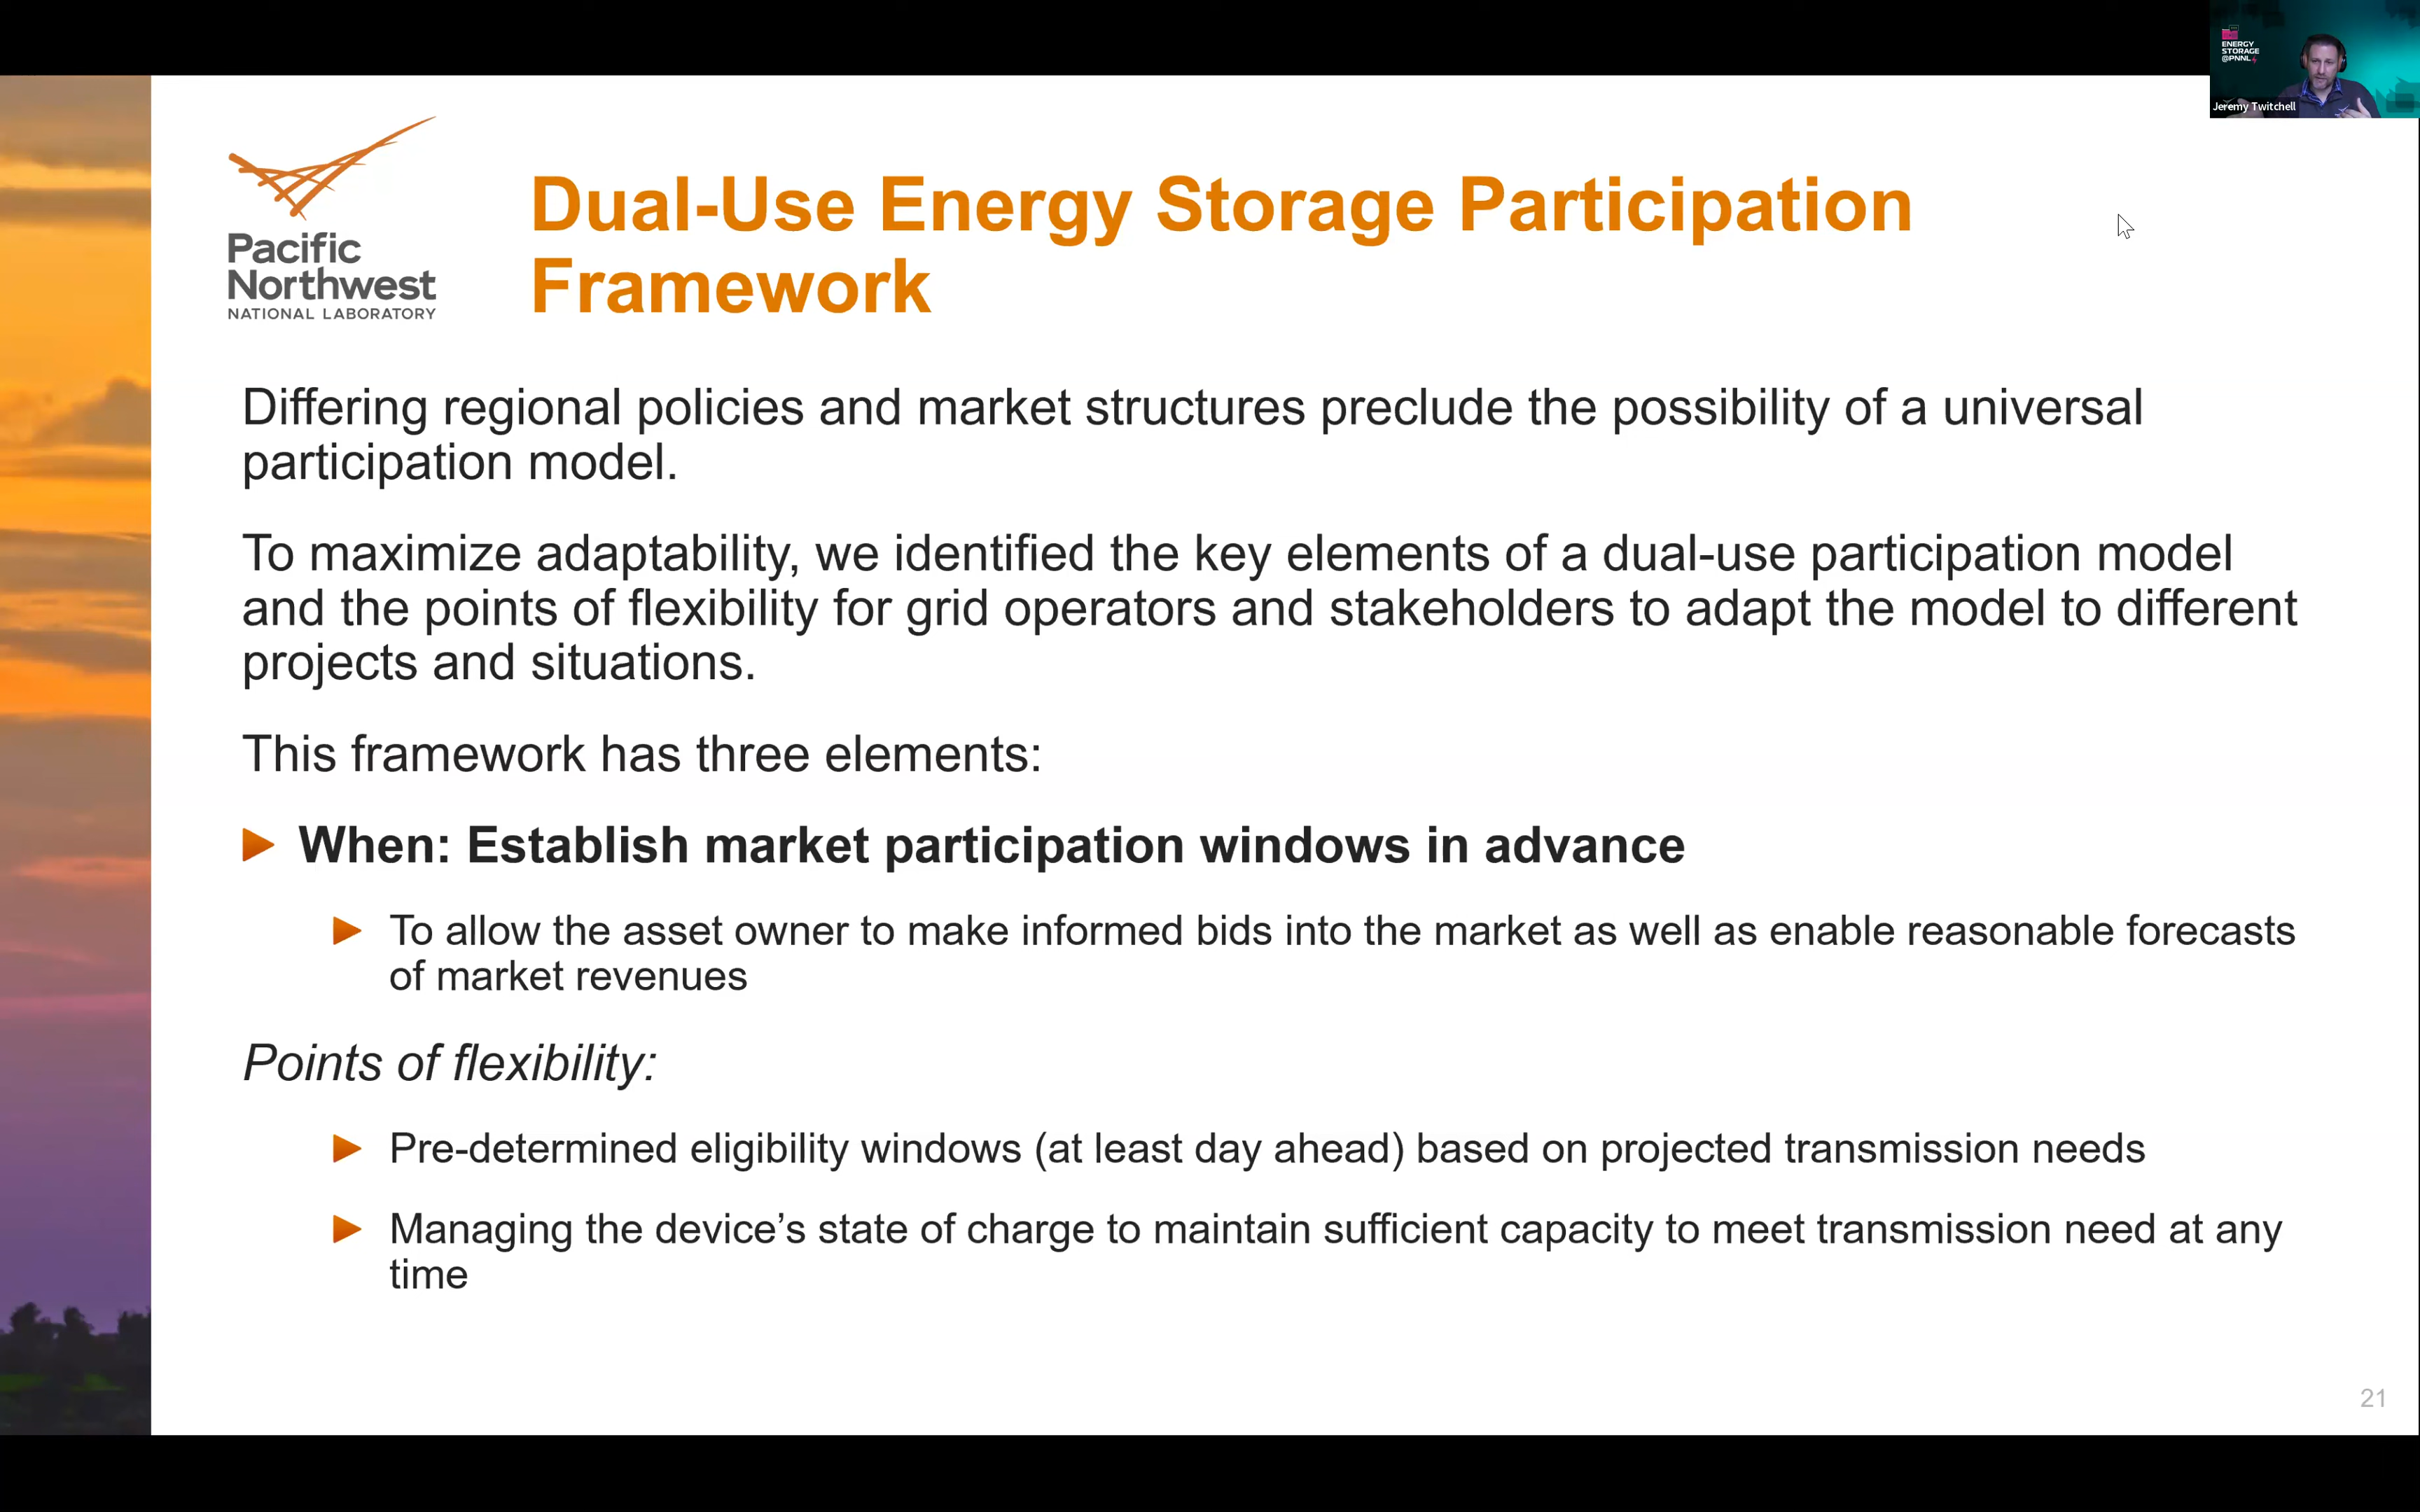 ENERGY
STORAGE
@PNNL
Jeremy Twitchell
Pacific
Northwest
NATIONAL LABORATORY
Dual-Use Energy Storage Participation
Framework
Differing regional policies and market structures preclude the possibility of a universal
participation model.
To maximize adaptability, we identified the key elements of a dual-use participation model
and the points of flexibility for grid operators and stakeholders to adapt the model to different
projects and situations.
This framework has three elements:
When: Establish market participation windows in advance
To allow the asset owner to make informed bids into the market as well as enable reasonable forecasts
of market revenues
Points of flexibility:
Pre-determined eligibility windows (at least day ahead) based on projected transmission needs
Managing the device’s state of charge to maintain sufficient capacity to meet transmission need at any
time
21